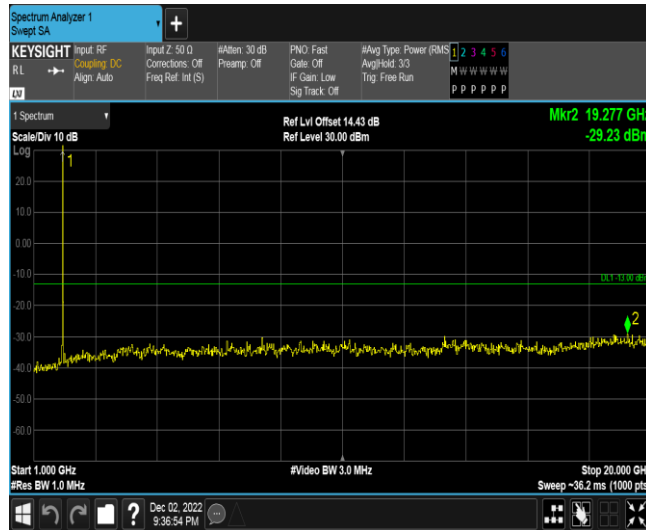 Spectrum Analyzer 1
Swept SA
+
KEYSIGHT
RL
LXI
Input: RF
Coupling: DC
Align: Auto
Input Z: 50 Ω
Corrections: Off
Freq Ref: Int (S)
#Atten: 30 dB
Preamp: Off
PNO: Fast
Gate: Off
IF Gain: Low
Sig Track: Off
#Avg Type: Power (RMS
Avg|Hold: 3/3
Trig: Free Run
1 2 3 4 5 6
M W W W W W
P P P P P P
1 Spectrum
Scale/Div 10 dB
Ref Lvl Offset 14.43 dB
Ref Level 30.00 dBm
Mkr2 19.277 GHz
-29.23 dBm
Log
1
20.0
10.0
0.00
-10.0
DL1 -13.00 dBm
-20.0
2
-30.0
-40.0
-50.0
-60.0
Start 1.000 GHz
#Res BW 1.0 MHz
#Video BW 3.0 MHz
Stop 20.000 GH
Sweep ~36.2 ms (1000 pts
?
Dec 02, 2022
9:36:54 PM